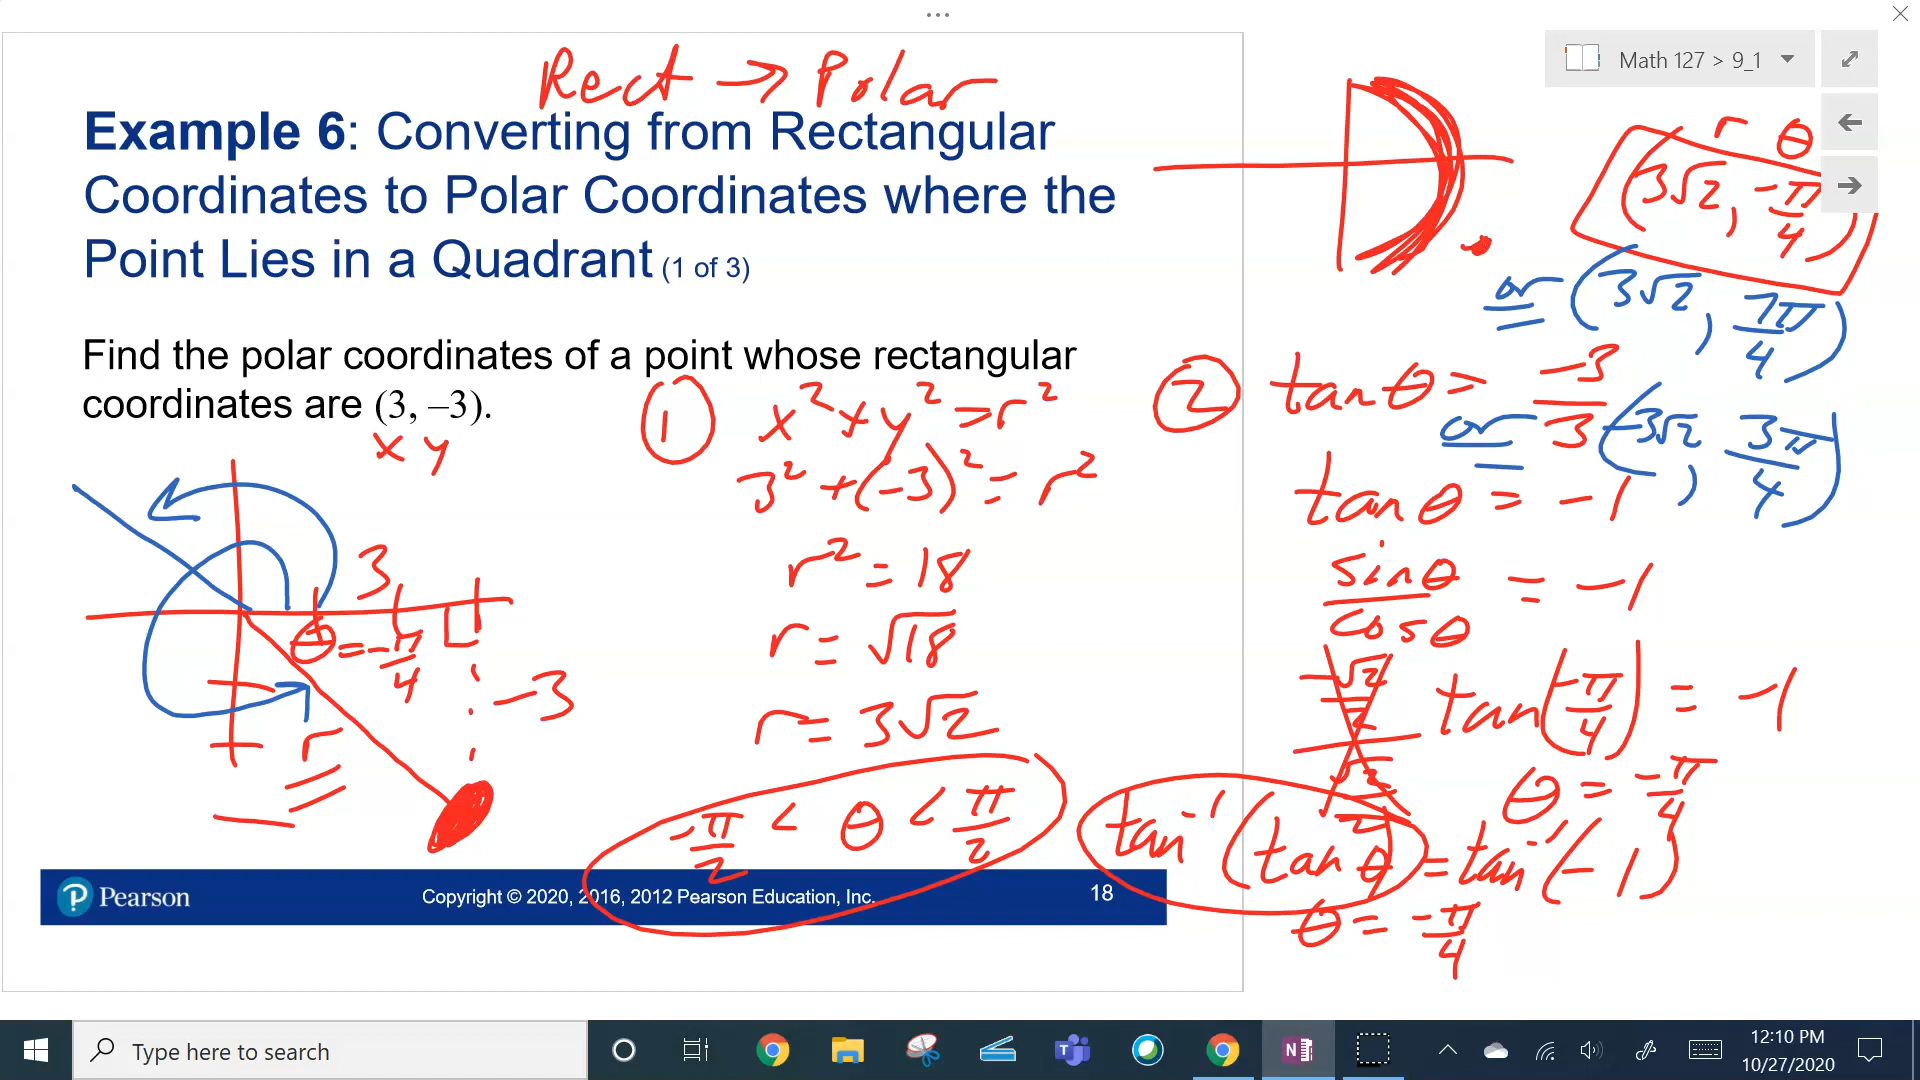 Math 127 > 9_1
Rect → Polar
Example 6: Converting from Rectangular
Coordinates to Polar Coordinates where the
Point Lies in a Quadrant (1 of 3)
Find the polar coordinates of a point whose rectangular
coordinates are (3, –3).
x y
3
θ = -π/4
-3
r
①
x² + y² = r²
3² + (-3)² = r²
r² = 18
r = √18
r = 3√2
-π/2 < θ < π/2
r θ
(3√2, -π/4)
or (3√2, 7π/4)
or (-3√2, 3π/4)
②
tan θ = -3/3
tan θ = -1
sin θ / cos θ = -1
-√2/2 / √2/2
tan(-π/4) = -1
θ = -π/4
tan⁻¹(tan θ) = tan⁻¹(-1)
θ = -π/4
Pearson
Copyright © 2020, 2016, 2012 Pearson Education, Inc.
18
Type here to search
12:10 PM
10/27/2020